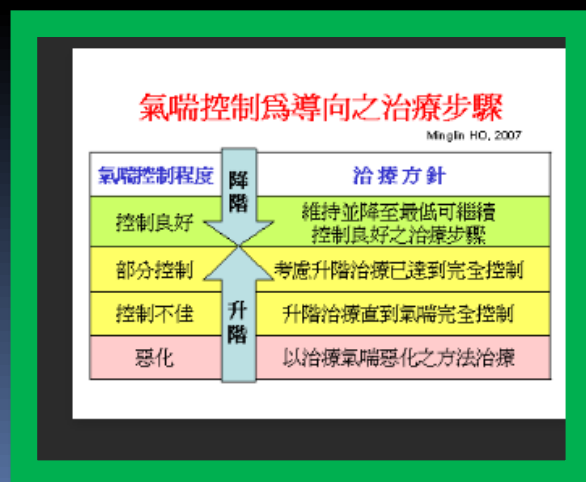 氣喘控制爲導向之治療步驟
Minglin HO, 2007
氣喘控制程度
降階
治療方針
控制良好
維持並降至最低可繼續
控制良好之治療步驟
部分控制
考慮升階治療已達到完全控制
控制不佳
升階
升階治療直到氣喘完全控制
惡化
以治療氣喘惡化之方法治療